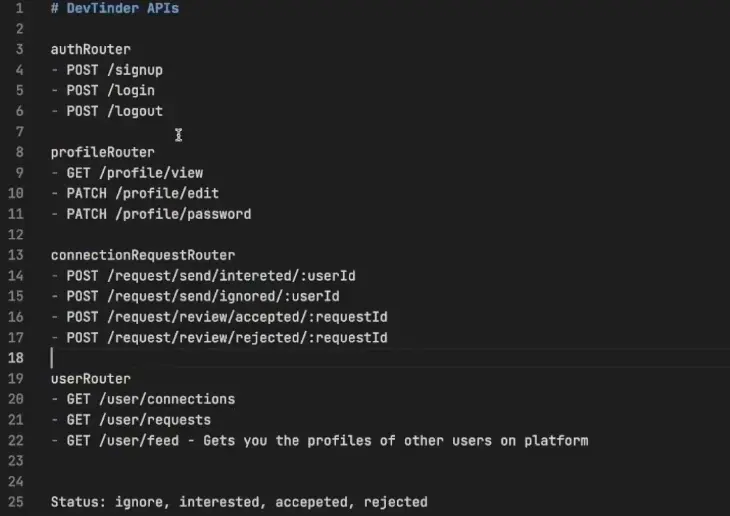 1 # DevTinder APIs
2
3 authRouter
4 - POST /signup
5 - POST /login
6 - POST /logout
7
8 profileRouter
9 - GET /profile/view
10 - PATCH /profile/edit
11 - PATCH /profile/password
12
13 connectionRequestRouter
14 - POST /request/send/intereted/:userId
15 - POST /request/send/ignored/:userId
16 - POST /request/review/accepted/:requestId
17 - POST /request/review/rejected/:requestId
18
19 userRouter
20 - GET /user/connections
21 - GET /user/requests
22 - GET /user/feed - Gets you the profiles of other users on platform
23
24
25 Status: ignore, interested, accepeted, rejected